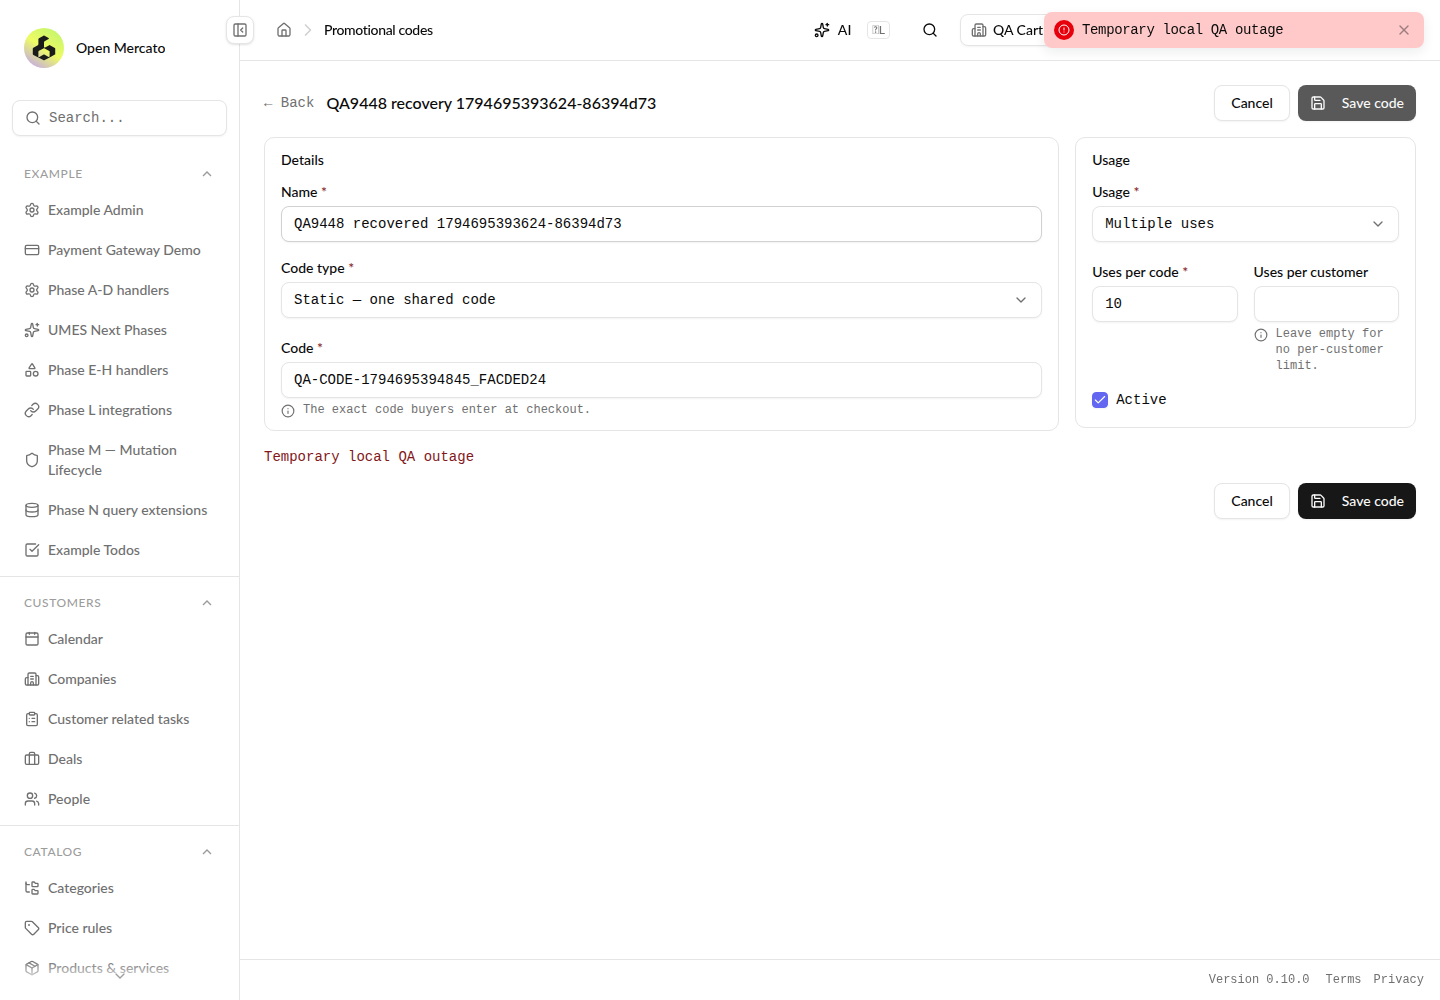 Open Mercato
Search...
EXAMPLE
Example Admin
Payment Gateway Demo
Phase A-D handlers
UMES Next Phases
Phase E-H handlers
Phase L integrations
Phase M — Mutation
Lifecycle
Phase N query extensions
Example Todos
CUSTOMERS
Calendar
Companies
Customer related tasks
Deals
People
CATALOG
Categories
Price rules
Products & services
Promotional codes
AI
QA Cart
Temporary local QA outage
← Back
QA9448 recovery 1794695393624-86394d73
Cancel
Save code
Details
Name *
QA9448 recovered 1794695393624-86394d73
Code type *
Static — one shared code
Code *
QA-CODE-1794695394845_FACDED24
The exact code buyers enter at checkout.
Usage
Usage *
Multiple uses
Uses per code *
10
Uses per customer
Leave empty for
no per-customer
limit.
Active
Temporary local QA outage
Cancel
Save code
Version 0.10.0
Terms
Privacy